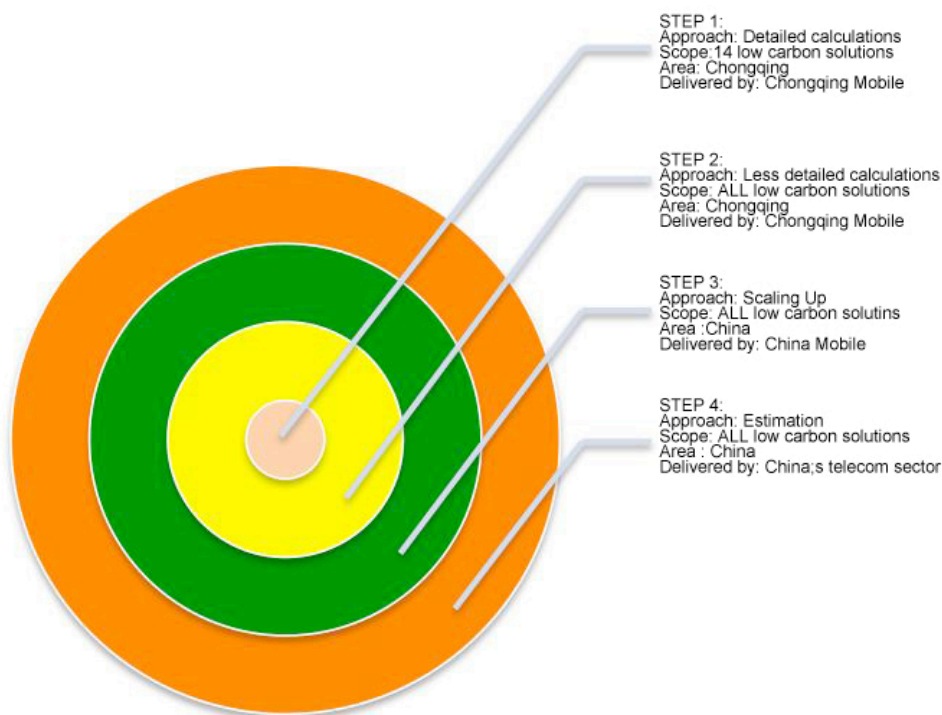 STEP 1:
Approach: Detailed calculations
Scope:14 low carbon solutions
Area: Chongqing
Delivered by: Chongqing Mobile
STEP 2:
Approach: Less detailed calculations
Scope: ALL low carbon solutions
Area: Chongqing
Delivered by: Chongqing Mobile
STEP 3:
Approach: Scaling Up
Scope: ALL low carbon solutins
Area :China
Delivered by: China Mobile
STEP 4:
Approach: Estimation
Scope: ALL low carbon solutions
Area : China
Delivered by: China;s telecom sector